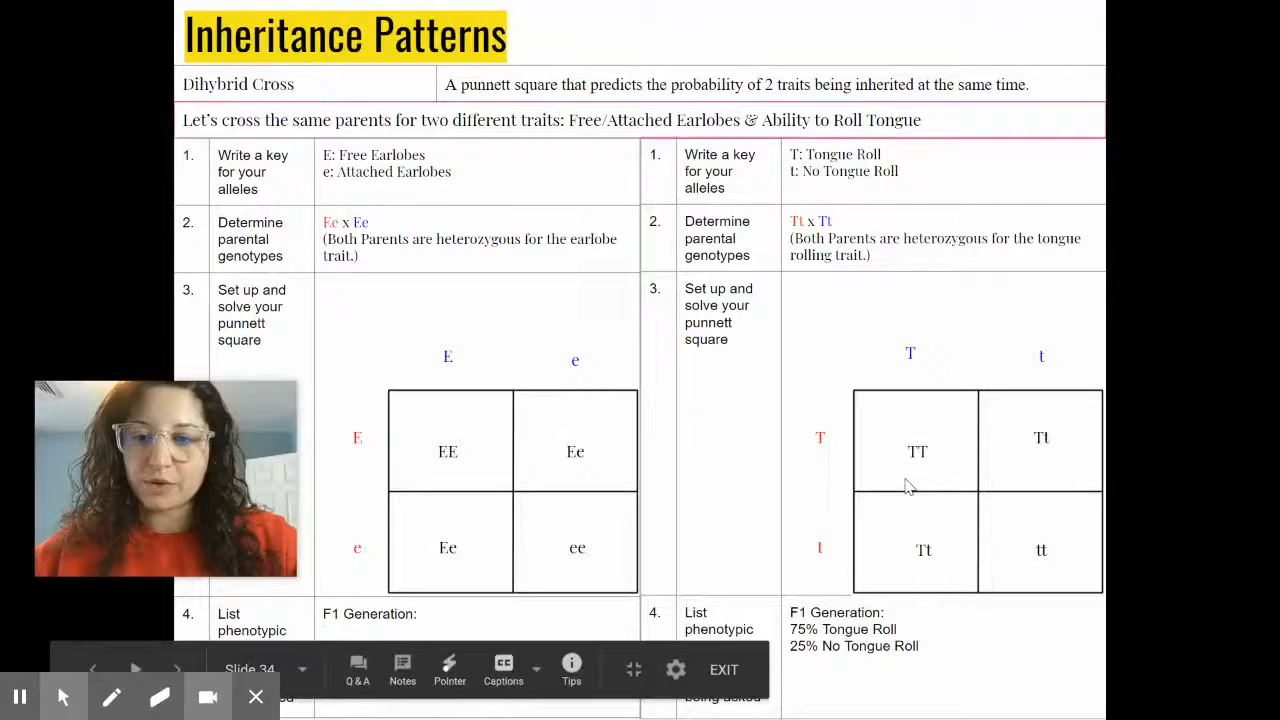 Inheritance Patterns
Dihybrid Cross
A punnett square that predicts the probability of 2 traits being inherited at the same time.
Let's cross the same parents for two different traits: Free/Attached Earlobes & Ability to Roll Tongue
1.
Write a key
for your
alleles
E: Free Earlobes
e: Attached Earlobes
1.
Write a key
for your
alleles
T: Tongue Roll
t: No Tongue Roll
2.
Determine
parental
genotypes
Ee x Ee
(Both Parents are heterozygous for the earlobe
trait.)
2.
Determine
parental
genotypes
Tt x Tt
(Both Parents are heterozygous for the tongue
rolling trait.)
3.
Set up and
solve your
punnett
square
E e
E
EE Ee
e
Ee ee
3.
Set up and
solve your
punnett
square
T t
T
TT Tt
t
Tt tt
4.
List
phenotypic
F1 Generation:
4.
List
phenotypic
F1 Generation:
75% Tongue Roll
25% No Tongue Roll
being asked
Slide 34
Q & A
Notes
Pointer
CC
Captions
Tips
EXIT